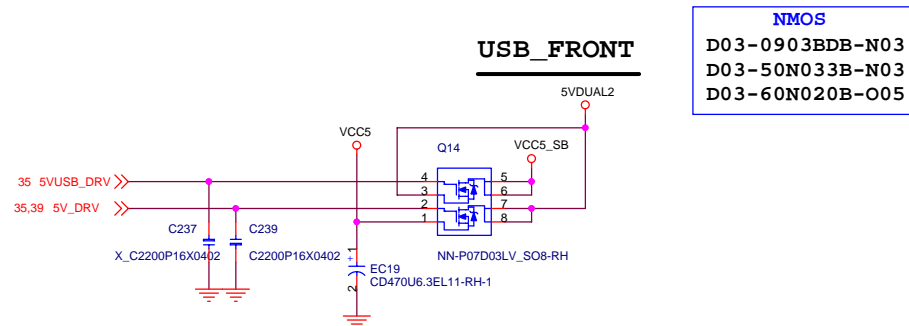 NMOS
D03-0903BDB-N03
D03-50N033B-N03
D03-60N020B-O05
USB_FRONT
5VDUAL2
VCC5
Q14
VCC5_SB
35 5VUSB_DRV
4
5
3
6
35,39 5V_DRV
2
7
1
8
C237
C239
X_C2200P16X0402
C2200P16X0402
NN-P07D03LV_SO8-RH
1
+
EC19
CD470U6.3EL11-RH-1
2